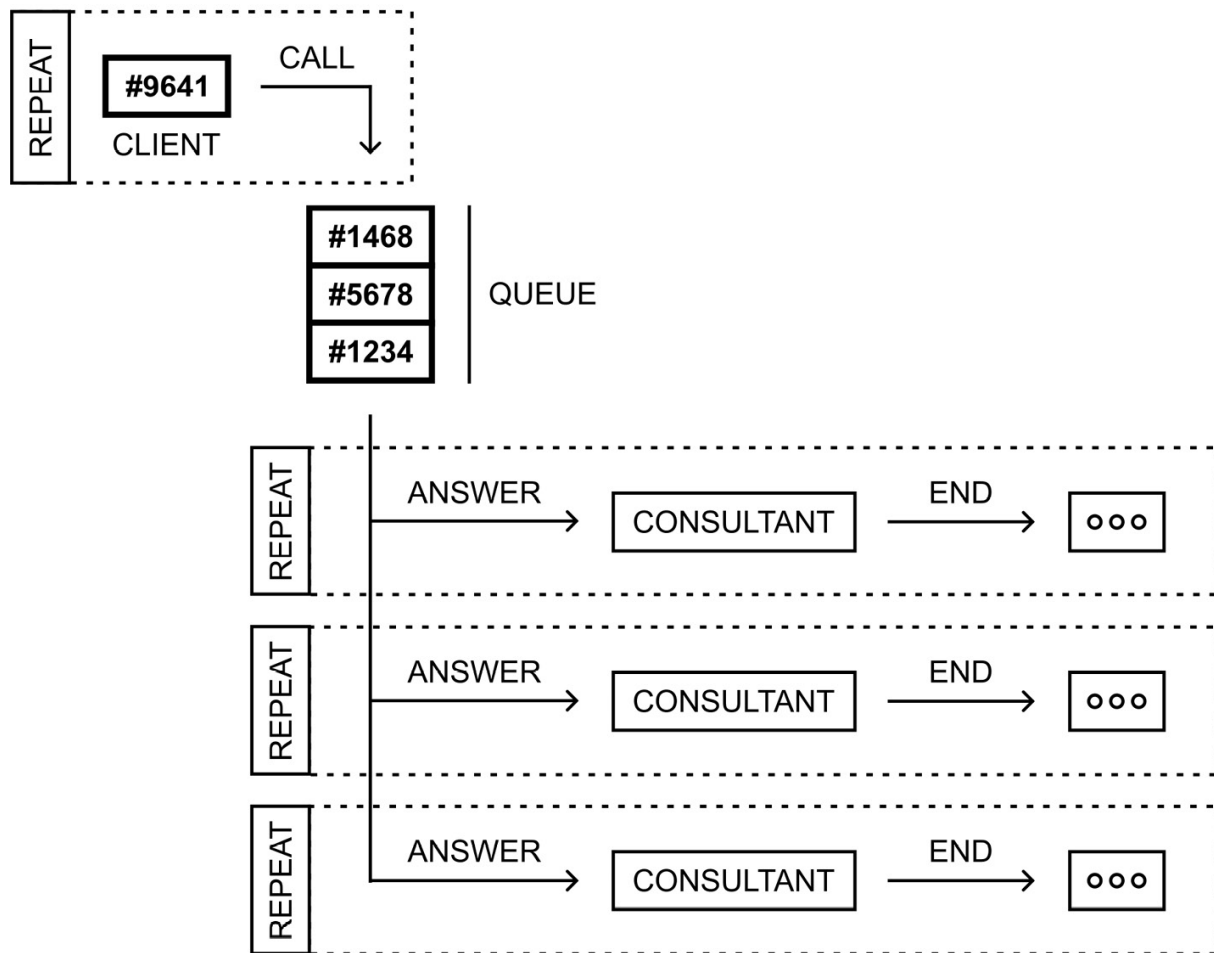 REPEAT
#9641
CALL
CLIENT
#1468
#5678
#1234
QUEUE
REPEAT
ANSWER
CONSULTANT
END
REPEAT
ANSWER
CONSULTANT
END
REPEAT
ANSWER
CONSULTANT
END